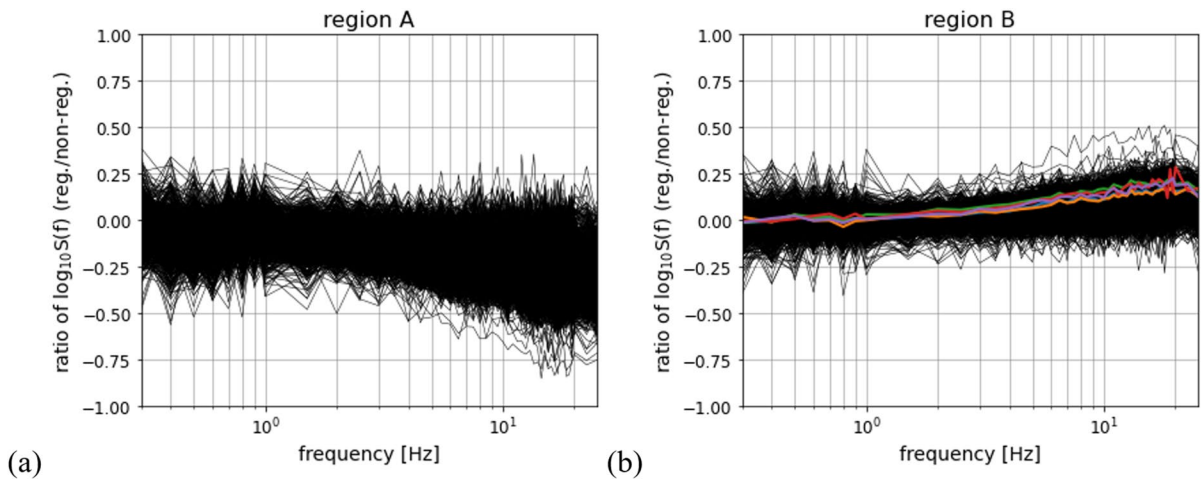 region A
1.00
0.75
0.50
0.25
0.00
−0.25
−0.50
−0.75
−1.00
ratio of log₁₀S(f) (reg./non-reg.)
10⁰
10¹
frequency [Hz]
(a)
region B
1.00
0.75
0.50
0.25
0.00
−0.25
−0.50
−0.75
−1.00
ratio of log₁₀S(f) (reg./non-reg.)
10⁰
10¹
frequency [Hz]
(b)